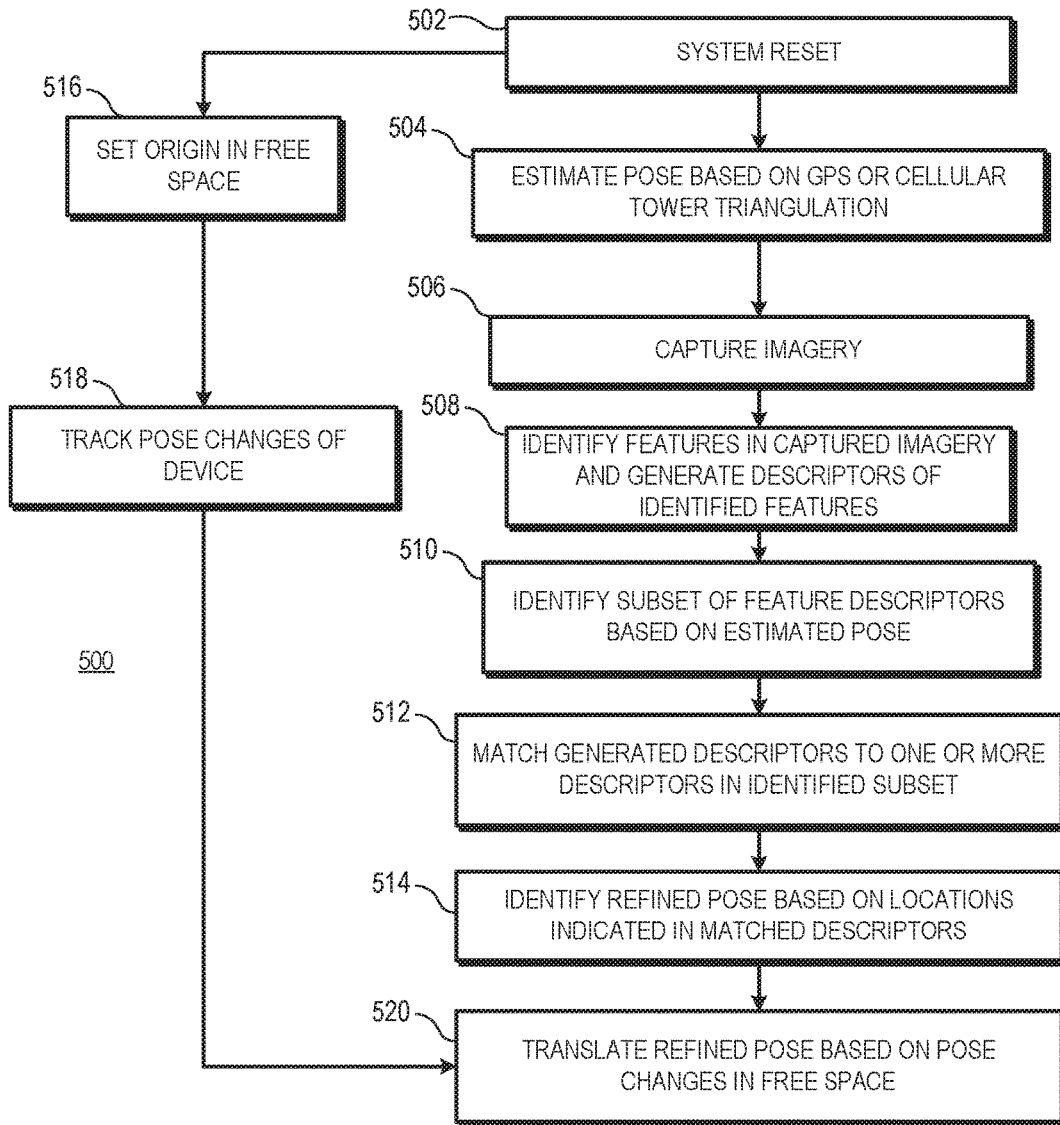 502
SYSTEM RESET
516
SET ORIGIN IN FREE
SPACE
504
ESTIMATE POSE BASED ON GPS OR CELLULAR
TOWER TRIANGULATION
506
CAPTURE IMAGERY
518
TRACK POSE CHANGES OF
DEVICE
508
IDENTIFY FEATURES IN CAPTURED IMAGERY
AND GENERATE DESCRIPTORS OF
IDENTIFIED FEATURES
510
IDENTIFY SUBSET OF FEATURE DESCRIPTORS
BASED ON ESTIMATED POSE
500
512
MATCH GENERATED DESCRIPTORS TO ONE OR MORE
DESCRIPTORS IN IDENTIFIED SUBSET
514
IDENTIFY REFINED POSE BASED ON LOCATIONS
INDICATED IN MATCHED DESCRIPTORS
520
TRANSLATE REFINED POSE BASED ON POSE
CHANGES IN FREE SPACE